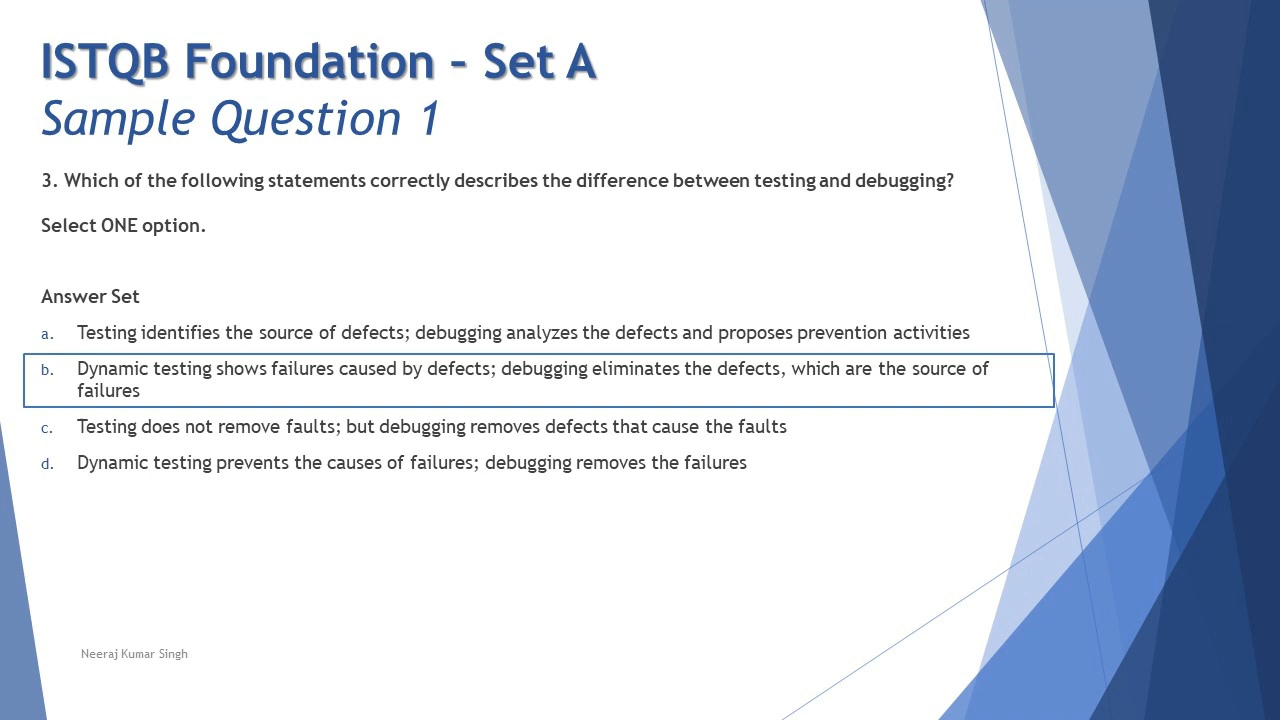 ISTQB Foundation – Set A
Sample Question 1
3. Which of the following statements correctly describes the difference between testing and debugging?
Select ONE option.
Answer Set
a. Testing identifies the source of defects; debugging analyzes the defects and proposes prevention activities
b. Dynamic testing shows failures caused by defects; debugging eliminates the defects, which are the source of
failures
c. Testing does not remove faults; but debugging removes defects that cause the faults
d. Dynamic testing prevents the causes of failures; debugging removes the failures
Neeraj Kumar Singh